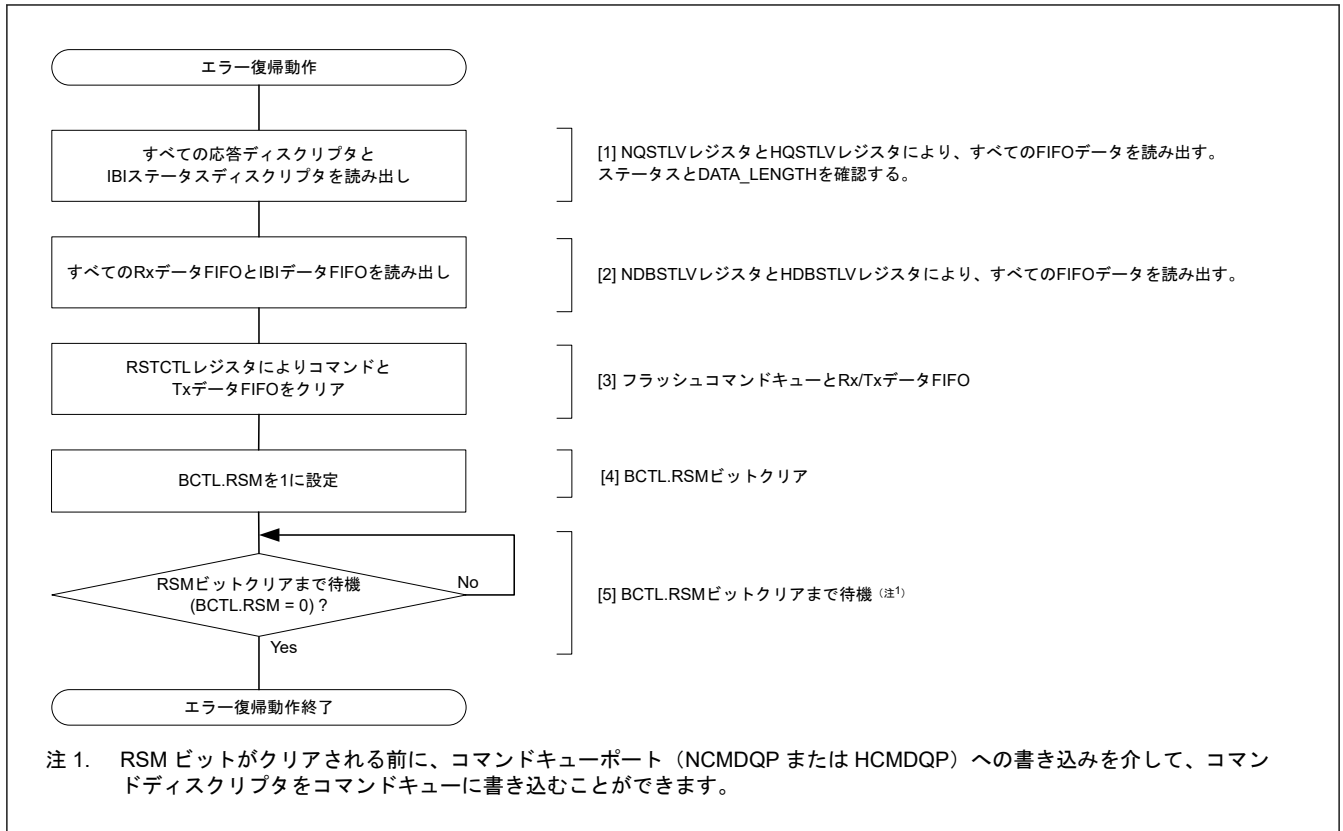 エラー復帰動作
すべての応答ディスクリプタと
IBIステータスディスクリプタを読み出し
[1] NQSTLVレジスタとHQSTLVレジスタにより、すべてのFIFOデータを読み出す。
ステータスとDATA_LENGTHを確認する。
すべてのRxデータFIFOとIBIデータFIFOを読み出し
[2] NDBSTLVレジスタとHDBSTLVレジスタにより、すべてのFIFOデータを読み出す。
RSTCTLレジスタによりコマンドと
TxデータFIFOをクリア
[3] フラッシュコマンドキューとRx/TxデータFIFO
BCTL.RSMを1に設定
[4] BCTL.RSMビットクリア
RSMビットクリアまで待機
(BCTL.RSM = 0) ?
No
[5] BCTL.RSMビットクリアまで待機（注1）
Yes
エラー復帰動作終了
注 1. RSM ビットがクリアされる前に、コマンドキューポート（NCMDQP または HCMDQP）への書き込みを介して、コマン
ドディスクリプタをコマンドキューに書き込むことができます。